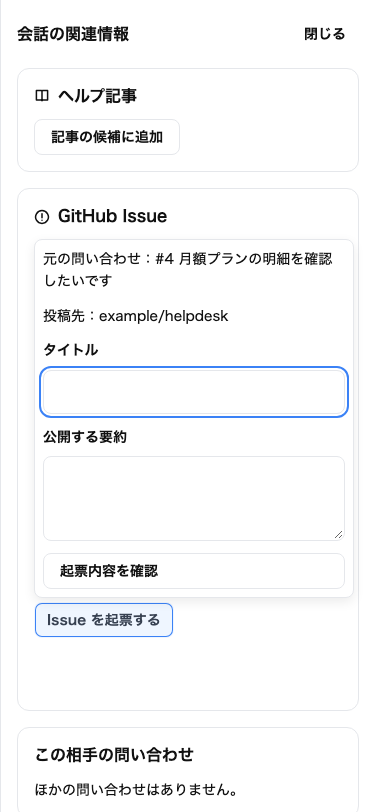 会話の関連情報
閉じる
ヘルプ記事
記事の候補に追加
GitHub Issue
元の問い合わせ：#4 月額プランの明細を確認
したいです
投稿先：example/helpdesk
タイトル
公開する要約
起票内容を確認
Issue を起票する
この相手の問い合わせ
ほかの問い合わせはありません。